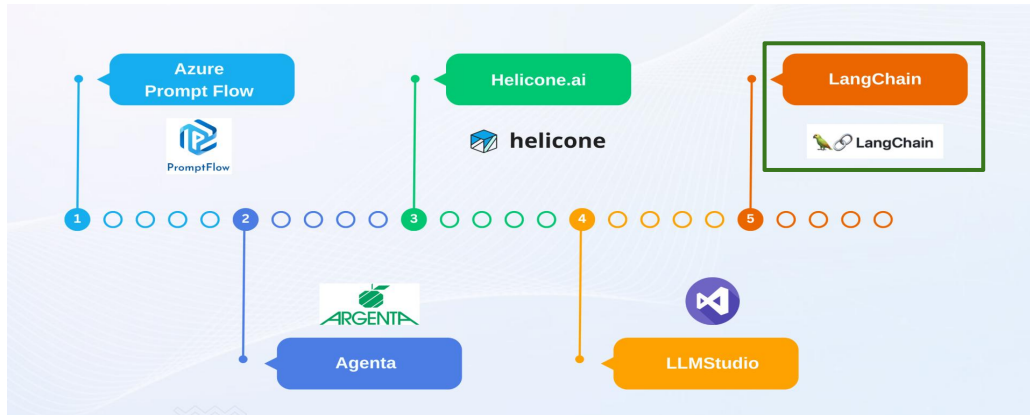 Azure
Prompt Flow
PromptFlow
Helicone.ai
helicone
LangChain
LangChain
1
2
3
4
5
ARGENTA
Agenta
LLMStudio